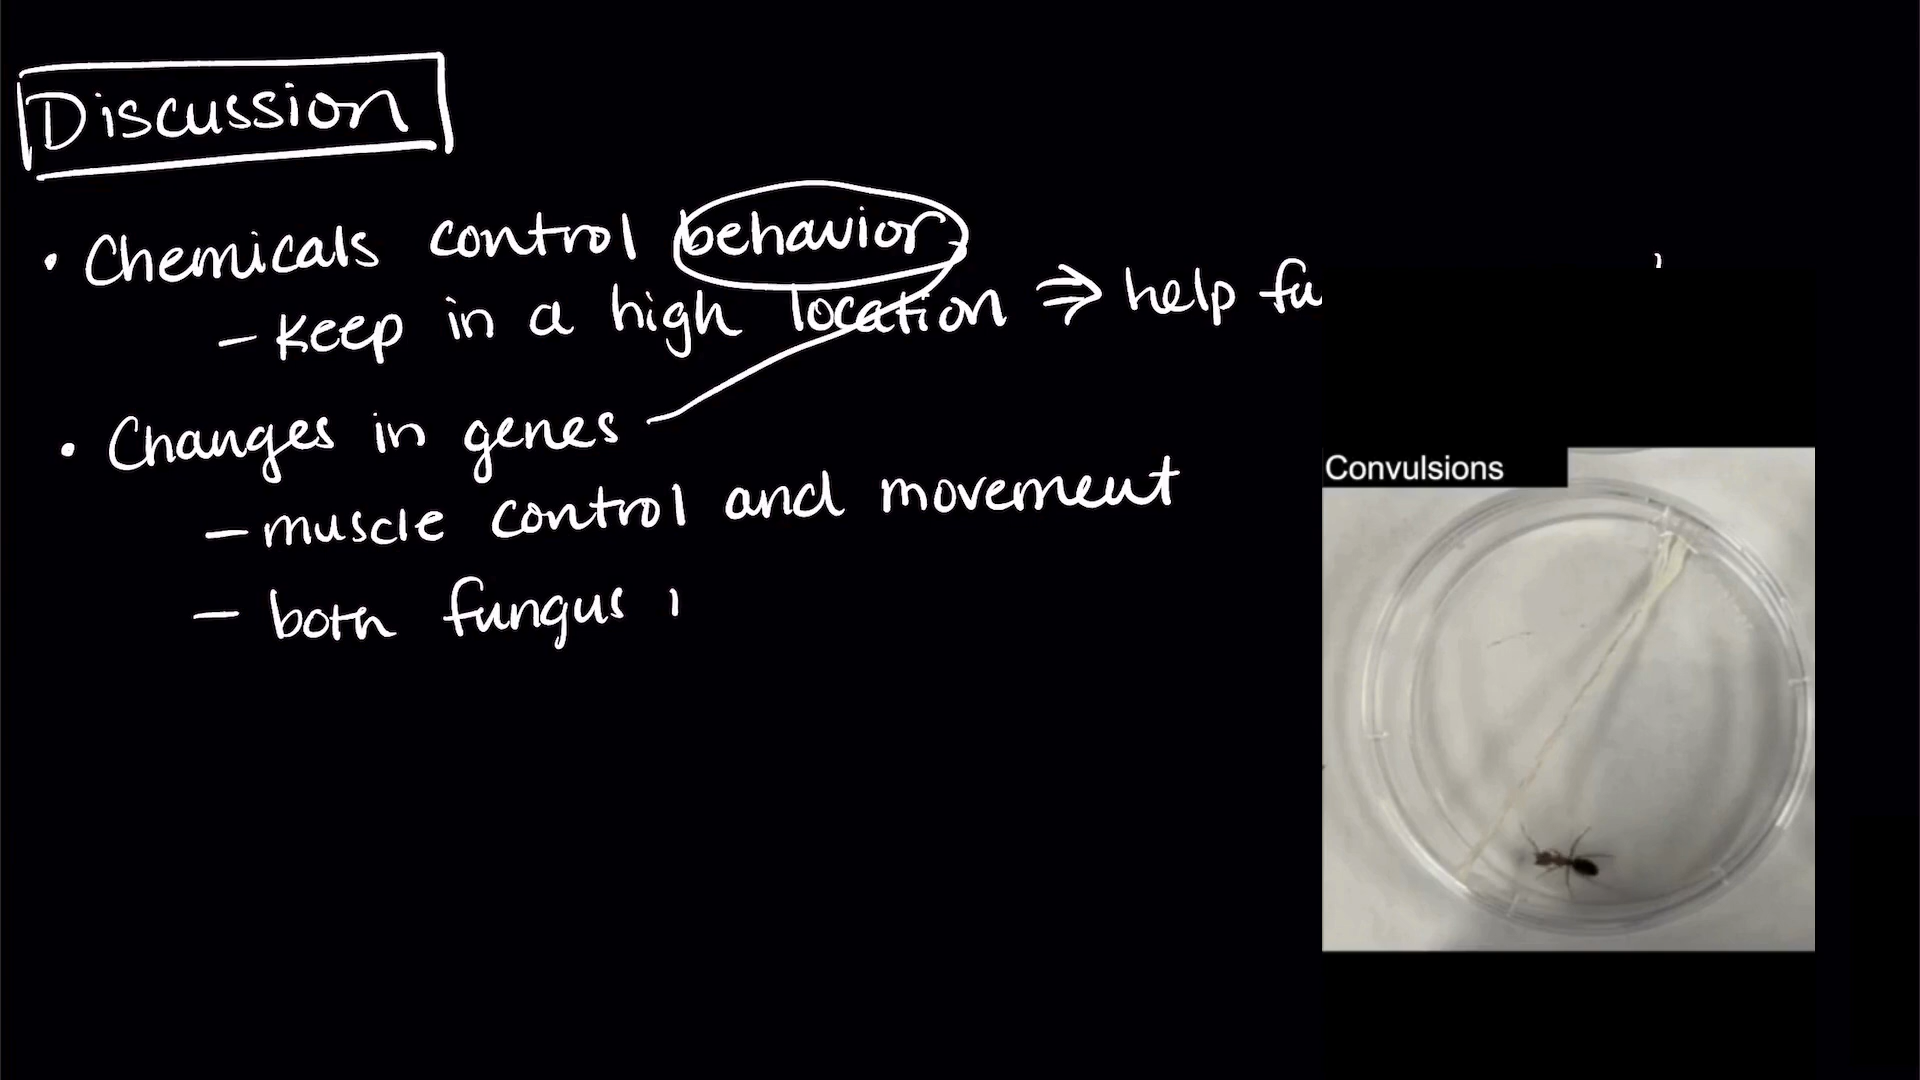 Discussion
• Chemicals control behavior
– Keep in a high location ⇒ help fu
• Changes in genes
– muscle control and movement
– both fungus
Convulsions